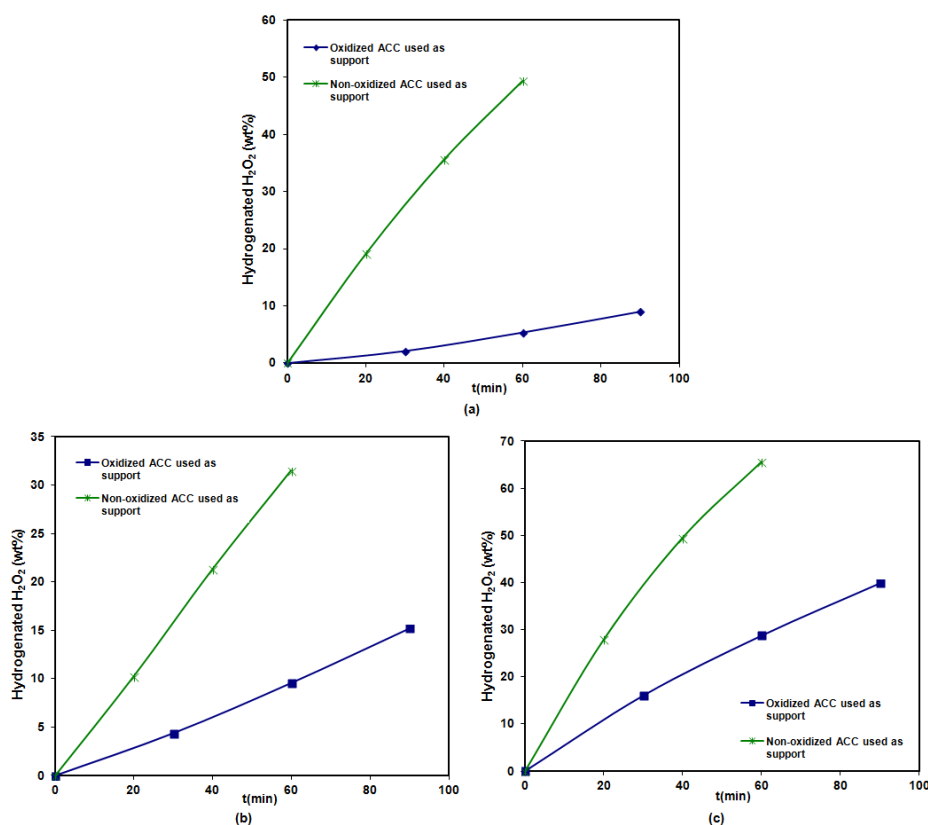 60
50
40
30
20
10
0
Hydrogenated H₂O₂ (wt%)
Oxidized ACC used as
support
Non-oxidized ACC used as
support
0 20 40 60 80 100
t(min)
(a)
35
30
25
20
15
10
5
0
Hydrogenated H₂O₂ (wt%)
Oxidized ACC used as
support
Non-oxidized ACC used as
support
0 20 40 60 80 100
t(min)
(b)
70
60
50
40
30
20
10
0
Hydrogenated H₂O₂ (wt%)
Oxidized ACC used as
support
Non-oxidized ACC used as
support
0 20 40 60 80 100
t(min)
(c)